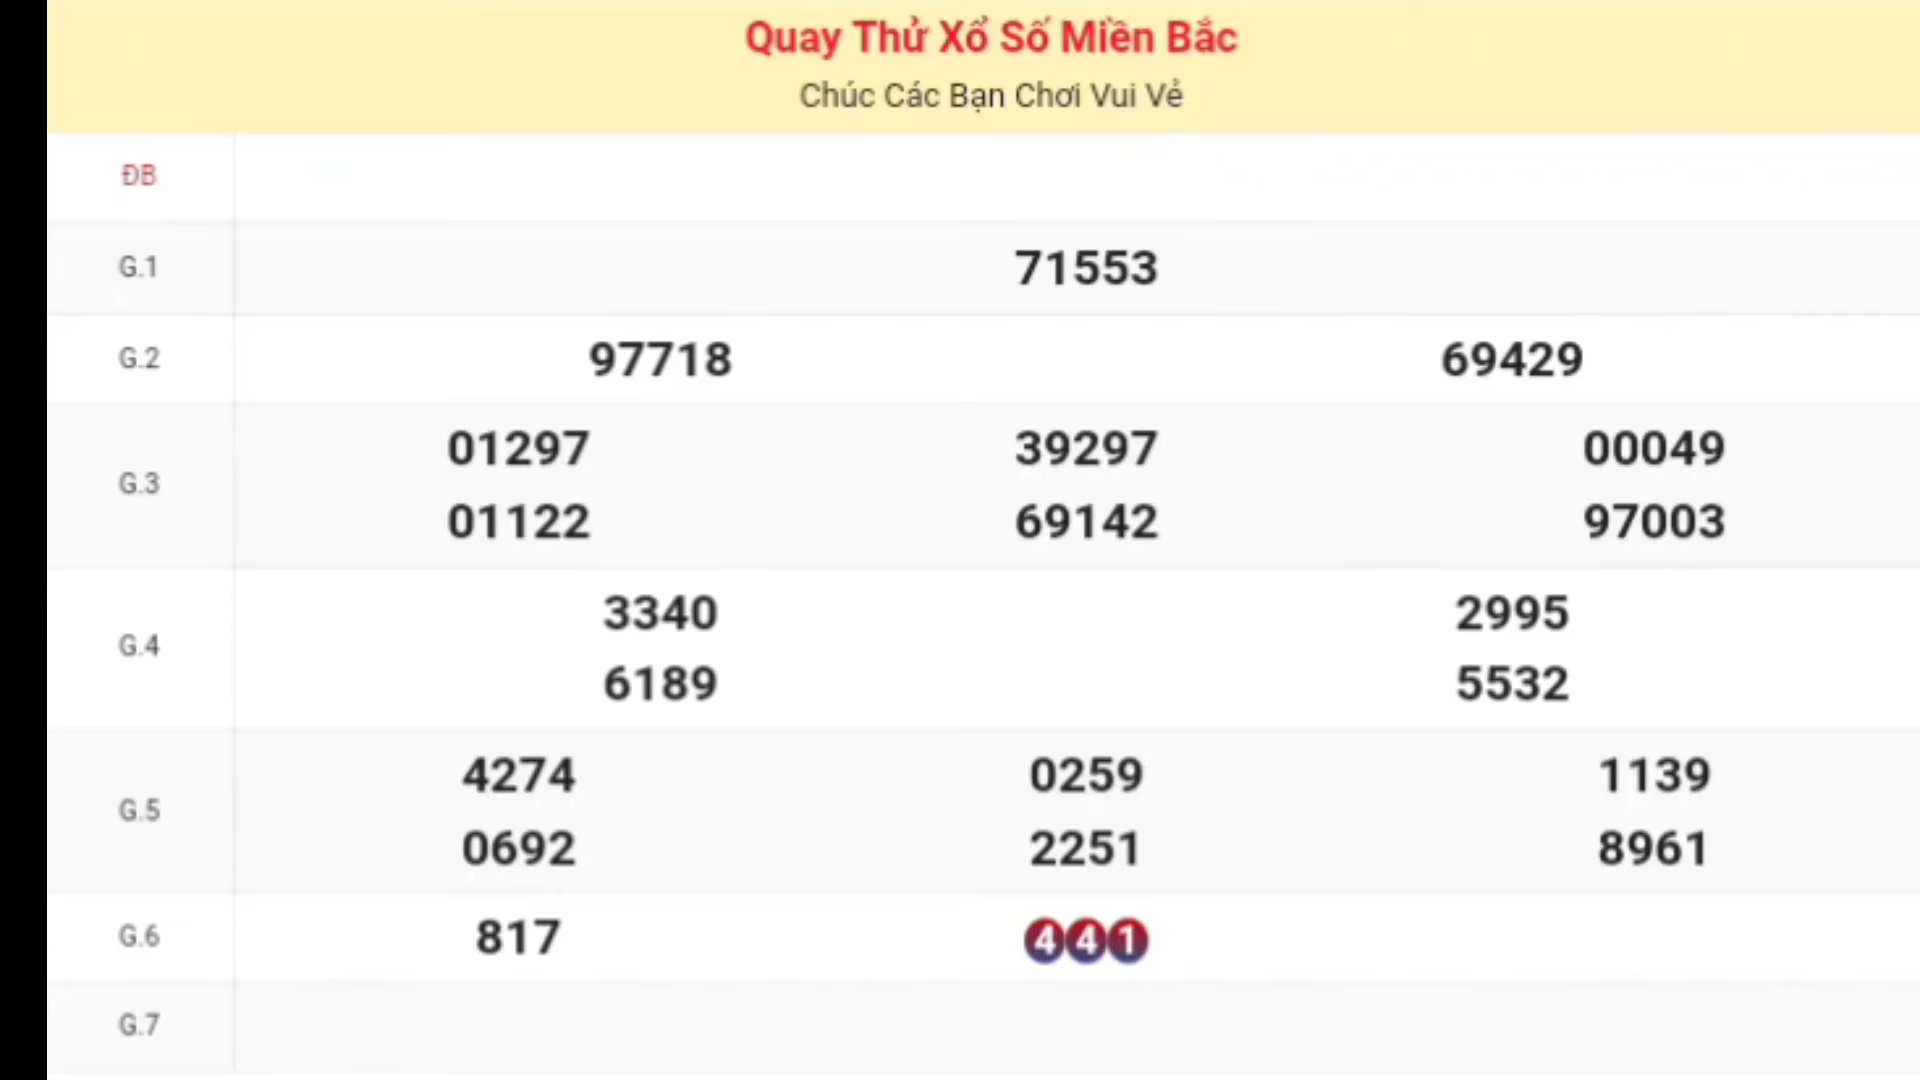 Quay Thử Xổ Số Miền Bắc
Chúc Các Bạn Chơi Vui Vẻ
ĐB
G.1 71553
G.2 97718 69429
G.3 01297 39297 00049
01122 69142 97003
G.4 3340 2995
6189 5532
G.5 4274 0259 1139
0692 2251 8961
G.6 817 441
G.7